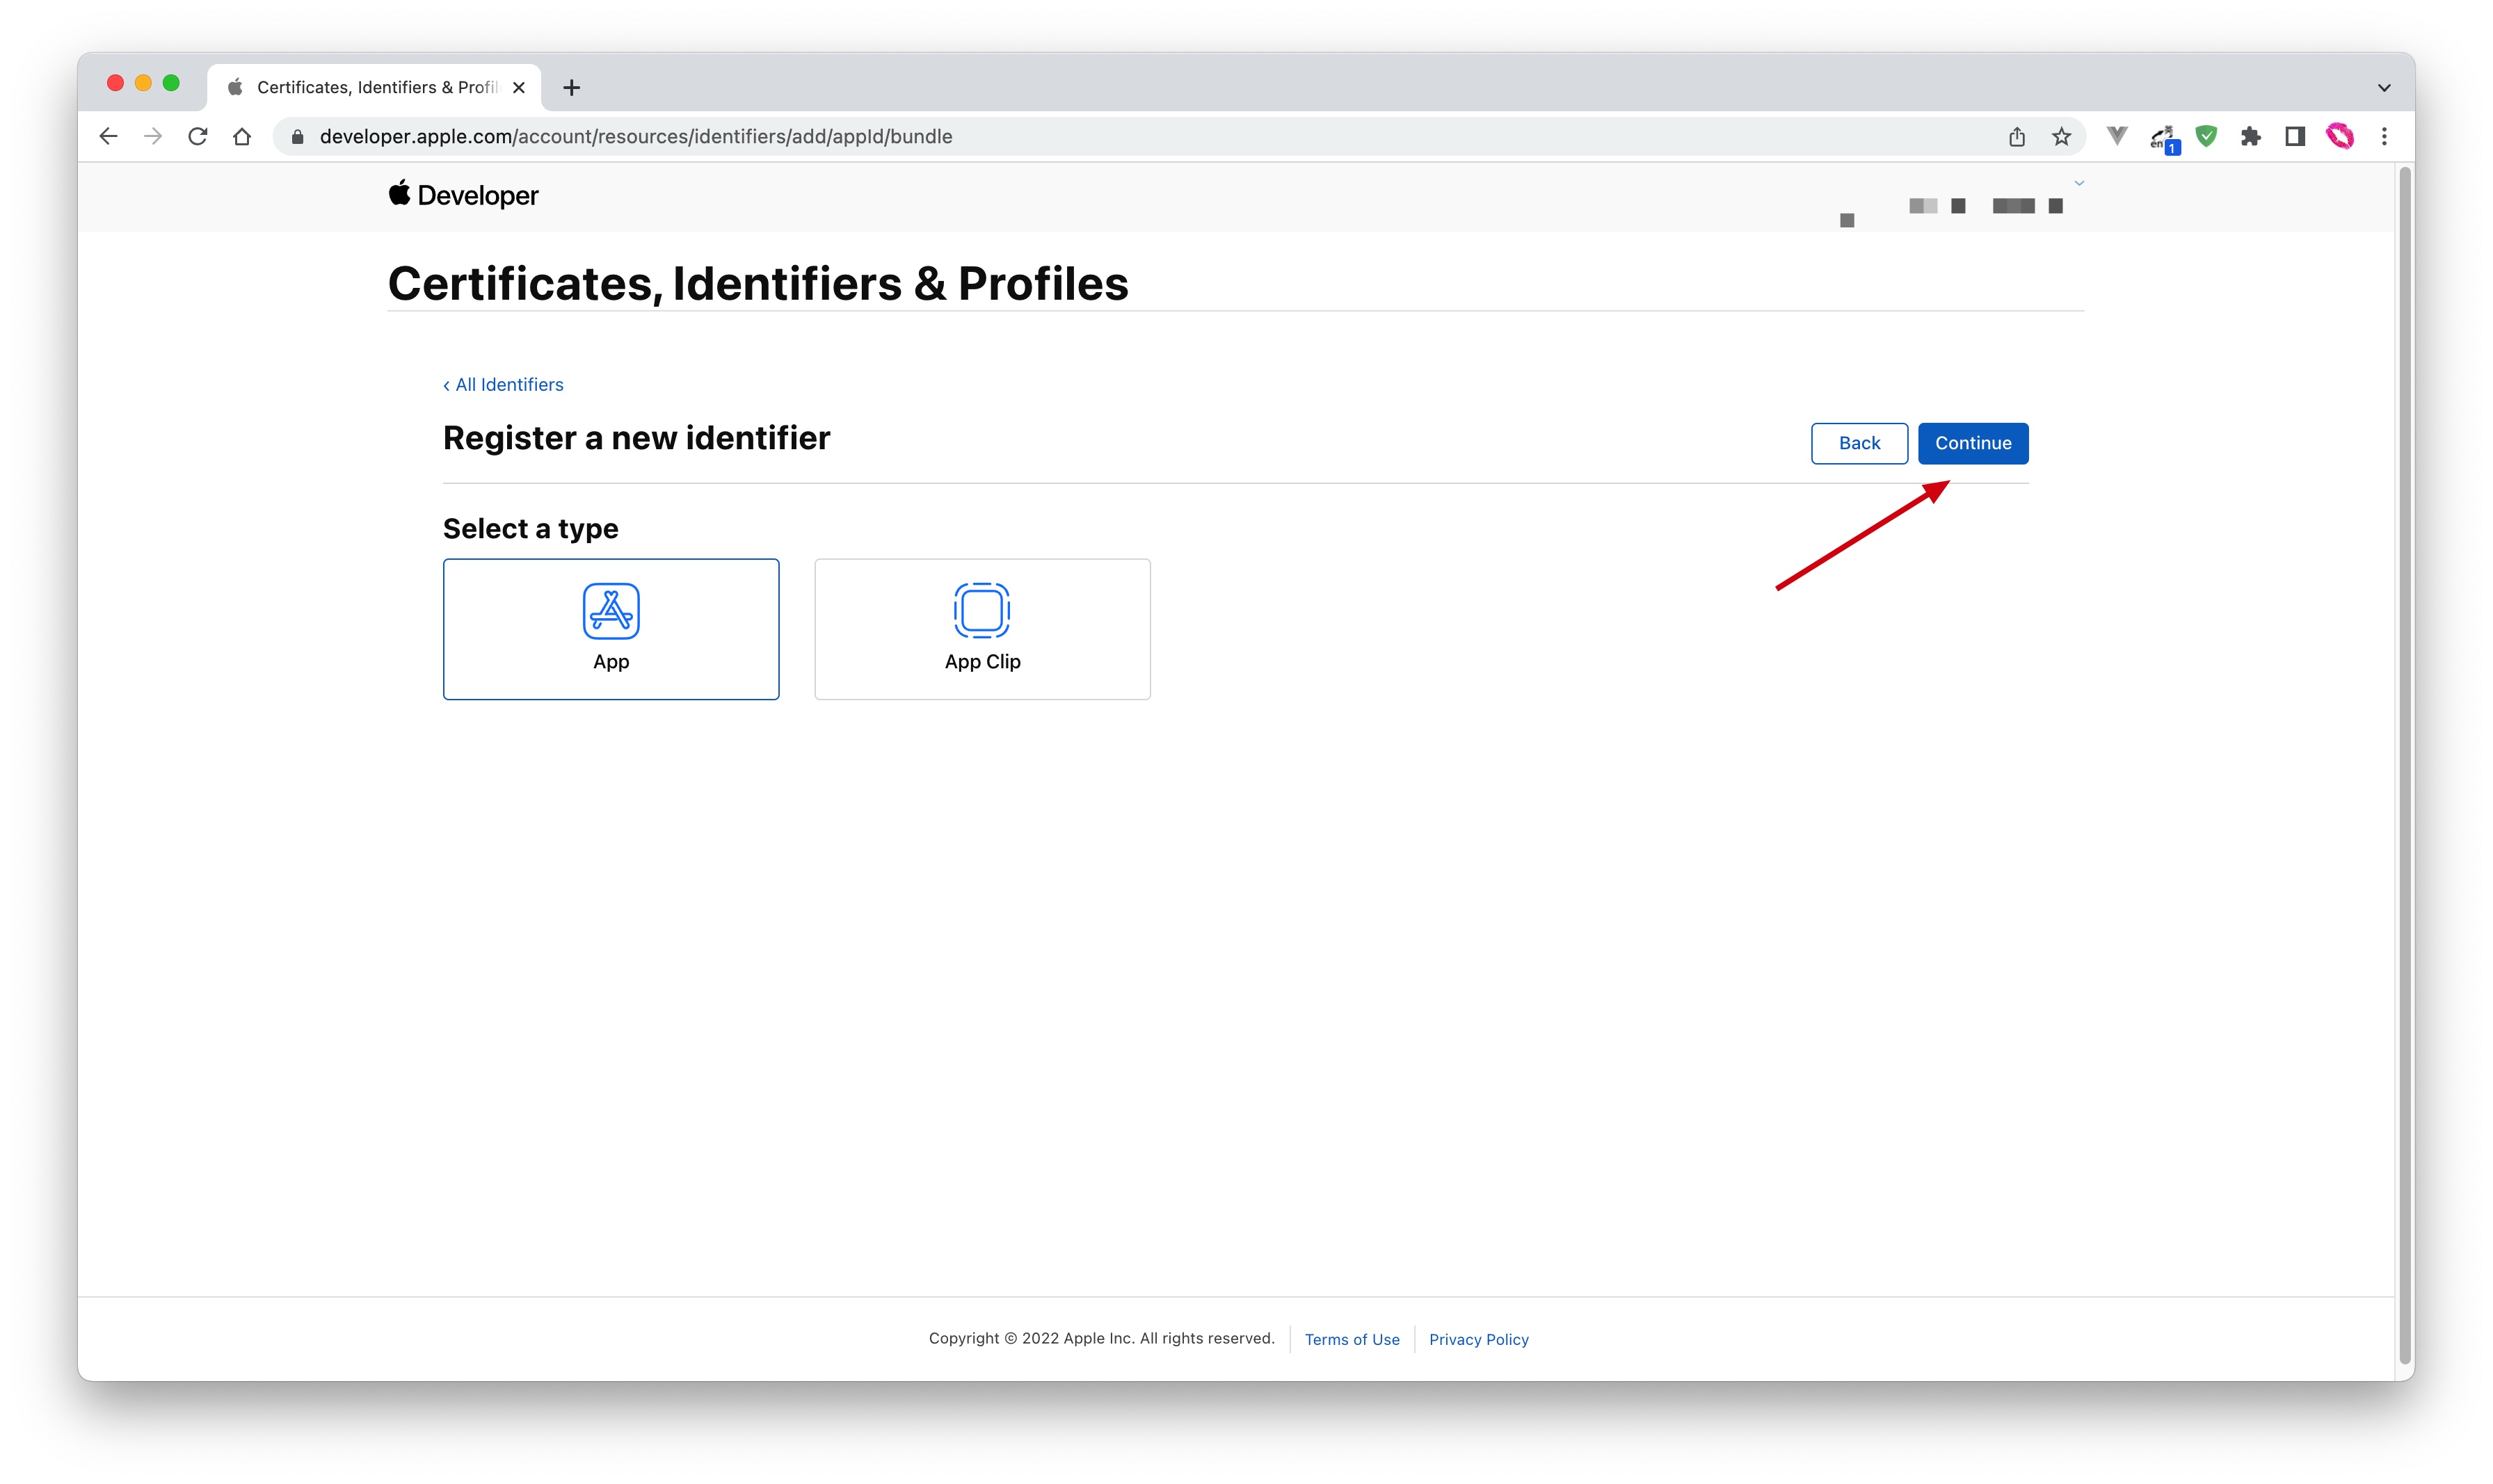 Certificates, Identifiers & Profil
developer.apple.com/account/resources/identifiers/add/appId/bundle
en
1
Developer
Certificates, Identifiers & Profiles
‹ All Identifiers
Register a new identifier
Back
Continue
Select a type
App
App Clip
Copyright © 2022 Apple Inc. All rights reserved.
Terms of Use
Privacy Policy